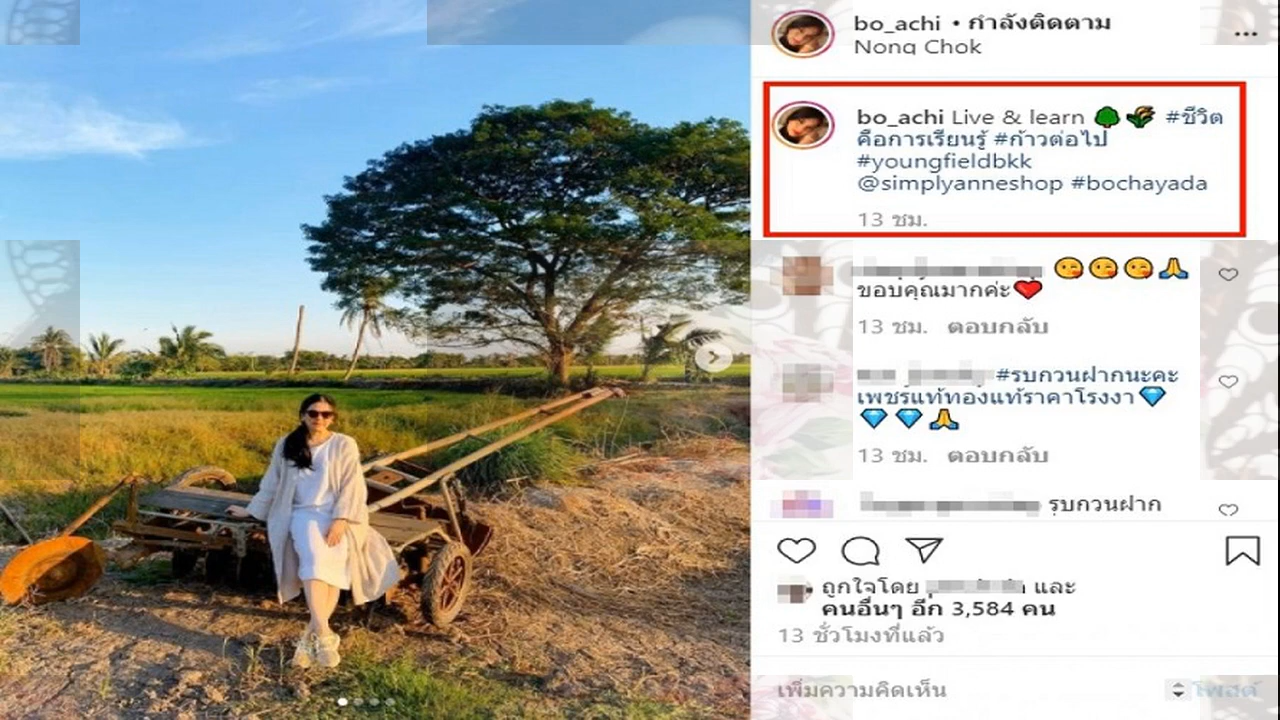 bo_achi • กำลังติดตาม
Nong Chok
bo_achi Live & learn #ชีวิต
คือการเรียนรู้ #ก้าวต่อไป
#youngfieldbkk
@simplyanneshop #bochayada
13 ชม.
ขอบคุณมากค่ะ
13 ชม. ตอบกลับ
#รบกวนฝากนะคะ
เพชรแท้ทองแท้ราคาโรงงา
13 ชม. ตอบกลับ
รบกวนฝาก
ถูกใจโดย และ
คนอื่นๆ อีก 3,584 คน
13 ชั่วโมงที่แล้ว
เพิ่มความคิดเห็น
โพสต์